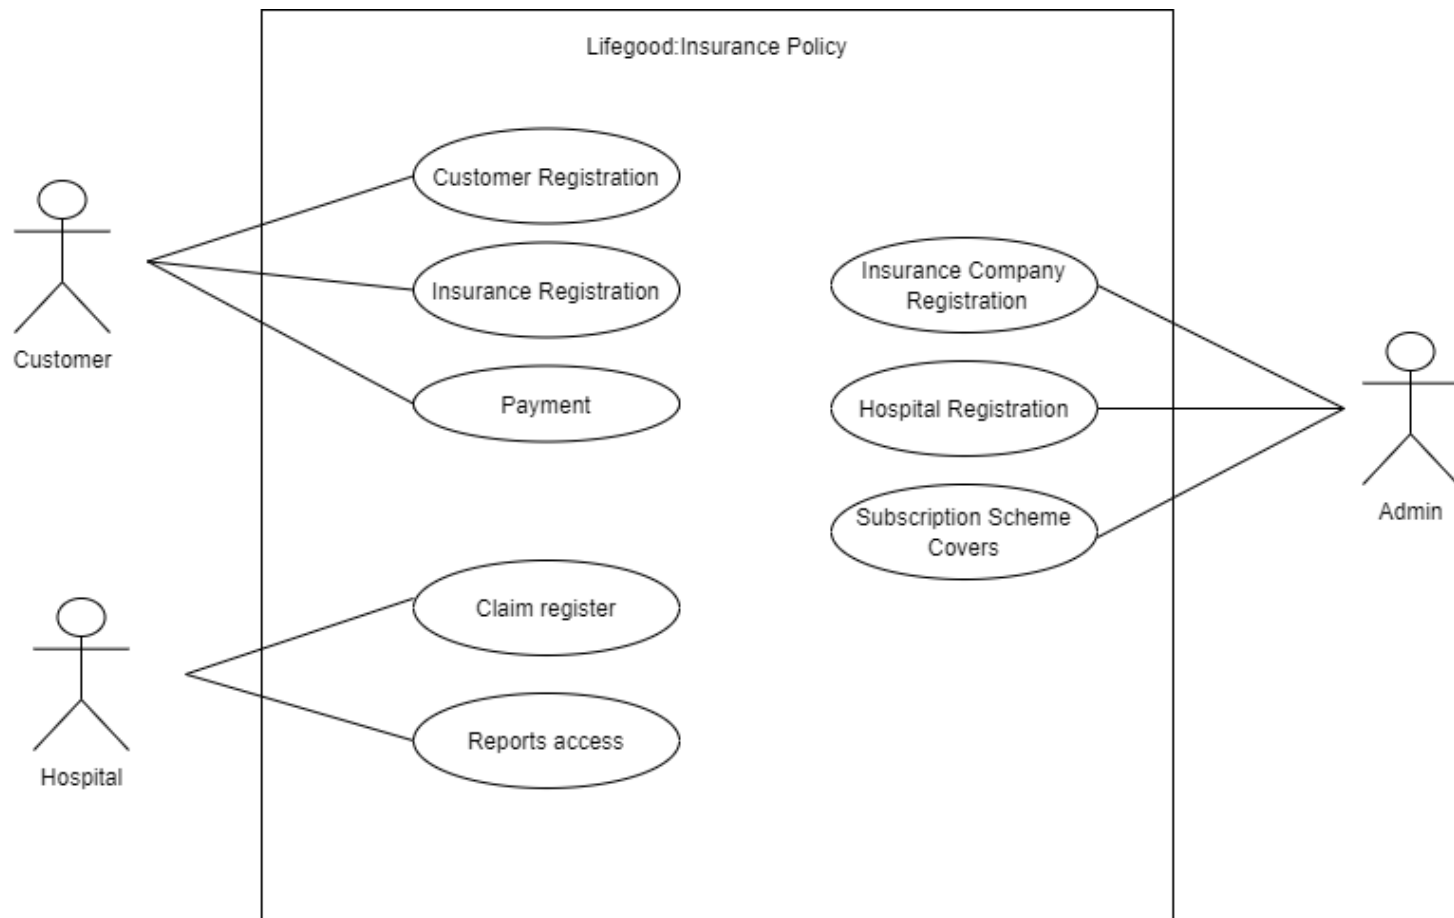 Lifegood:Insurance Policy
Customer Registration
Insurance Registration
Payment
Customer
Insurance Company
Registration
Hospital Registration
Subscription Scheme
Covers
Admin
Claim register
Reports access
Hospital